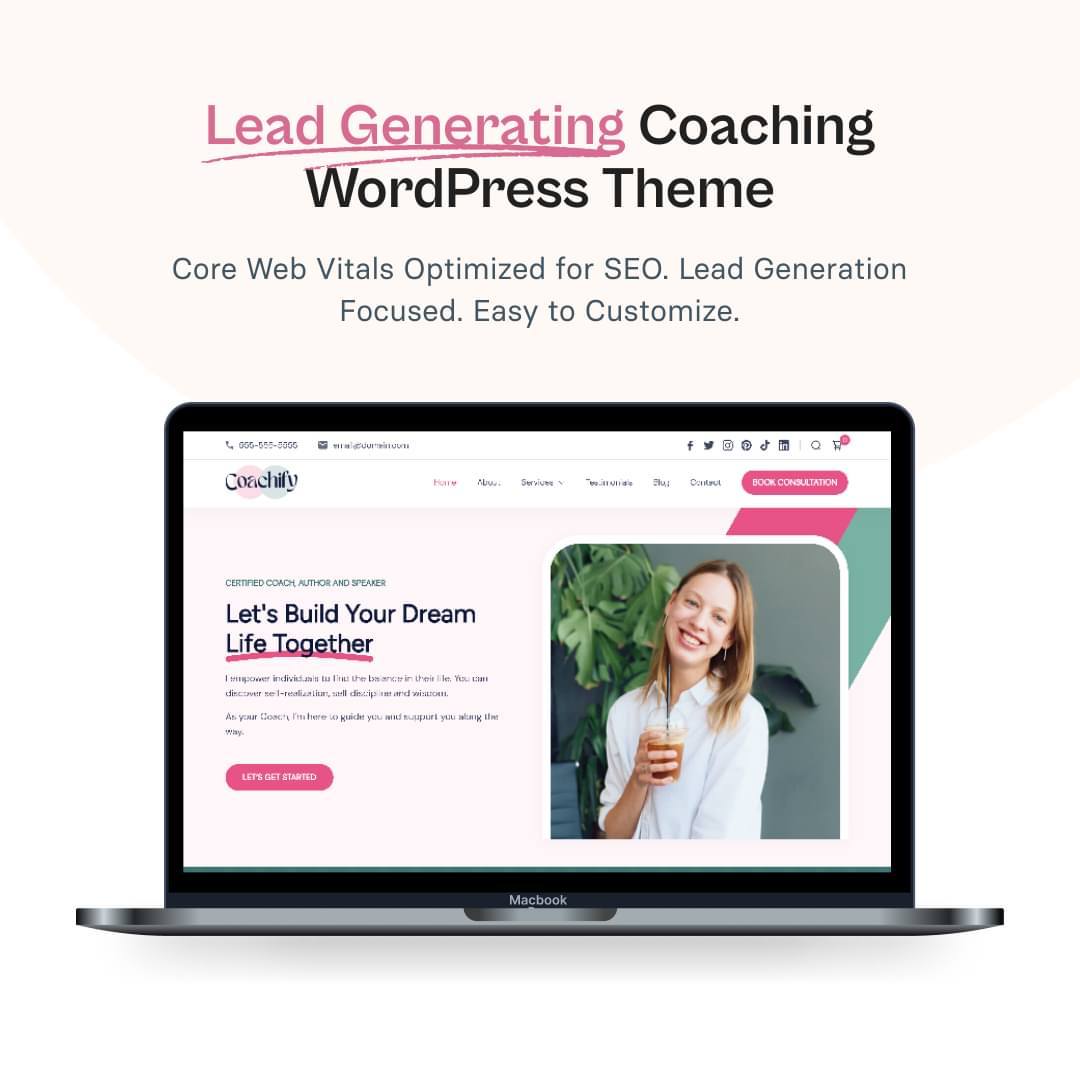 Lead Generating Coaching
WordPress Theme
Core Web Vitals Optimized for SEO. Lead Generation
Focused. Easy to Customize.
555-555-5555
email@domain.com
0
Coachify
Home
About
Services
Testimonials
Blog
Contact
BOOK CONSULTATION
CERTIFIED COACH, AUTHOR AND SPEAKER
Let's Build Your Dream
Life Together
I empower individuals to find the balance in their life. You can
discover self-realization, self discipline and wisdom.
As your Coach, I'm here to guide you and support you along the
way.
LET'S GET STARTED
Macbook